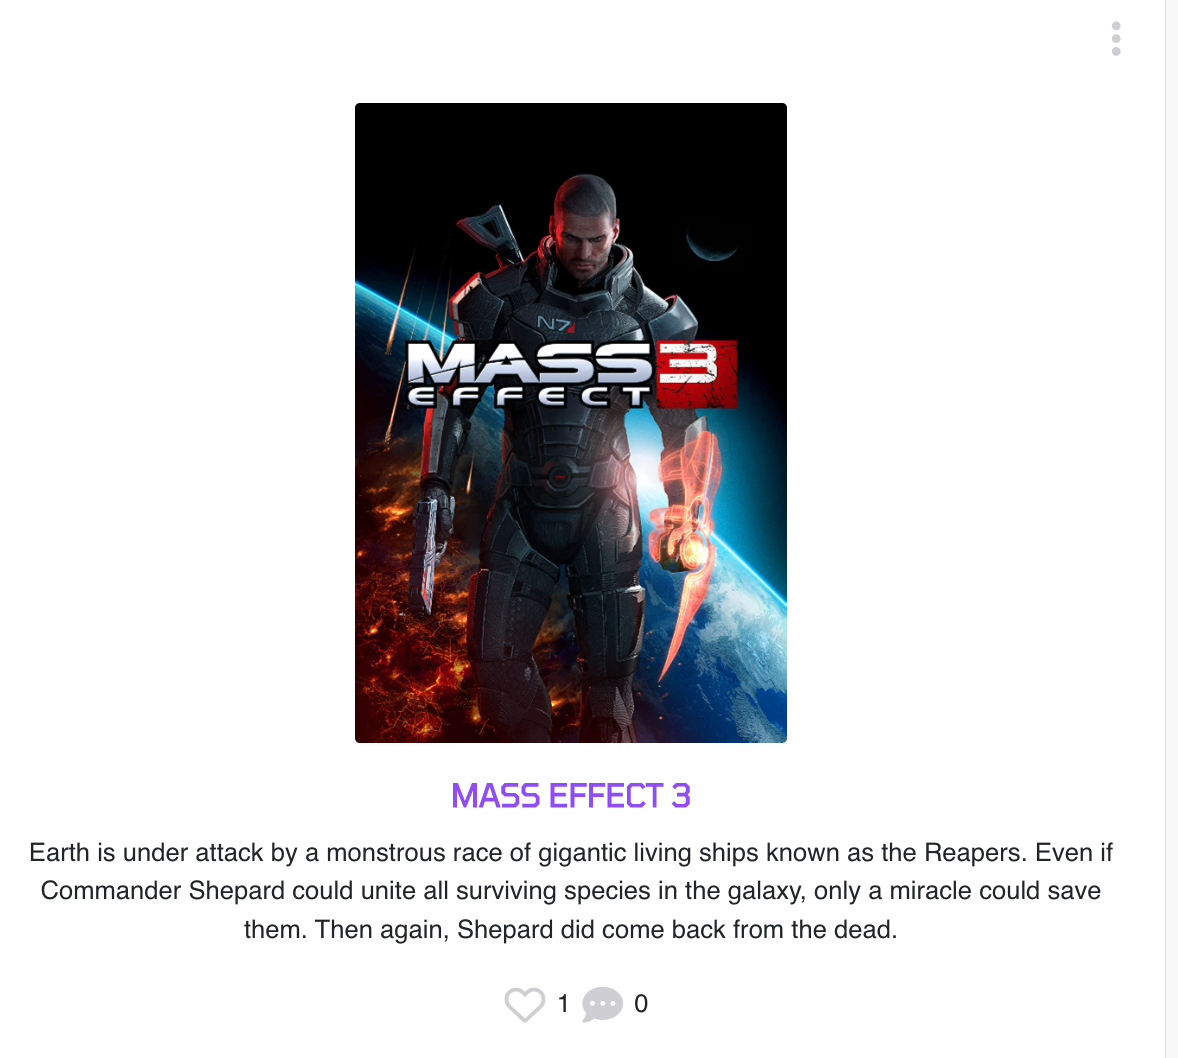 N7
MASS 3
EFFECT
MASS EFFECT 3
Earth is under attack by a monstrous race of gigantic living ships known as the Reapers. Even if
Commander Shepard could unite all surviving species in the galaxy, only a miracle could save
them. Then again, Shepard did come back from the dead.
1 0